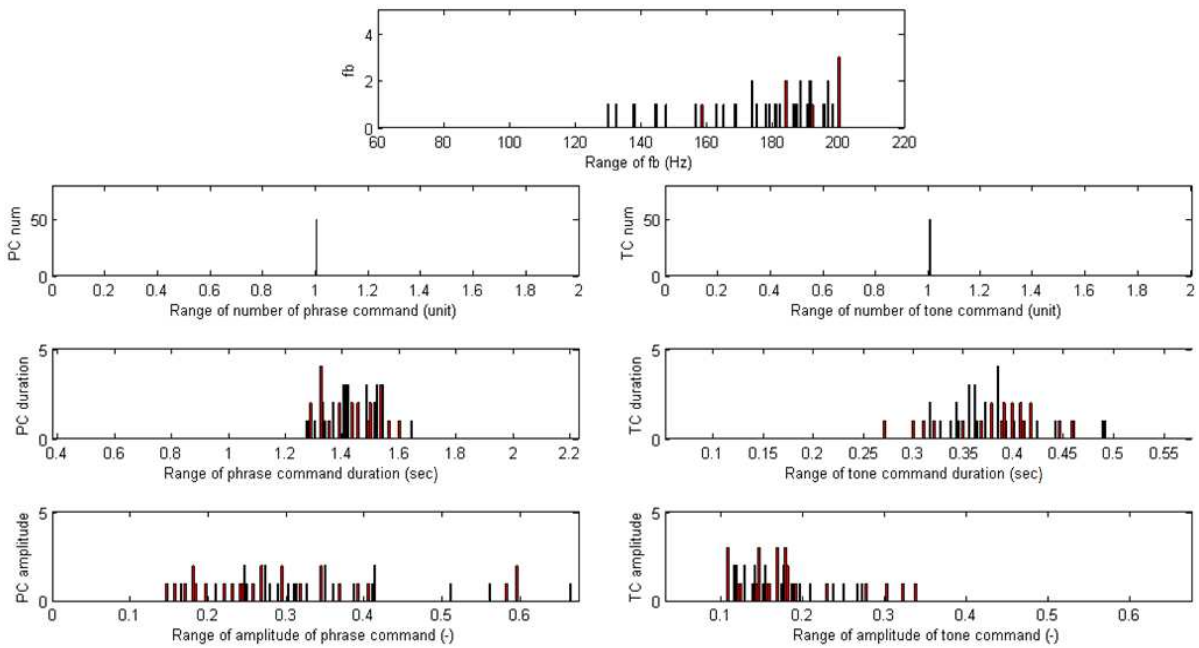 fb
4
2
0
60 80 100 120 140 160 180 200 220
Range of fb (Hz)
PC num
50
0
0 0.2 0.4 0.6 0.8 1 1.2 1.4 1.6 1.8 2
Range of number of phrase command (unit)
TC num
50
0
0 0.2 0.4 0.6 0.8 1 1.2 1.4 1.6 1.8 2
Range of number of tone command (unit)
PC duration
5
0
0.4 0.6 0.8 1 1.2 1.4 1.6 1.8 2 2.2
Range of phrase command duration (sec)
TC duration
5
0
0.1 0.15 0.2 0.25 0.3 0.35 0.4 0.45 0.5 0.55
Range of tone command duration (sec)
PC amplitude
5
0
0 0.1 0.2 0.3 0.4 0.5 0.6
Range of amplitude of phrase command (-)
TC amplitude
5
0
0.1 0.2 0.3 0.4 0.5 0.6
Range of amplitude of tone command (-)